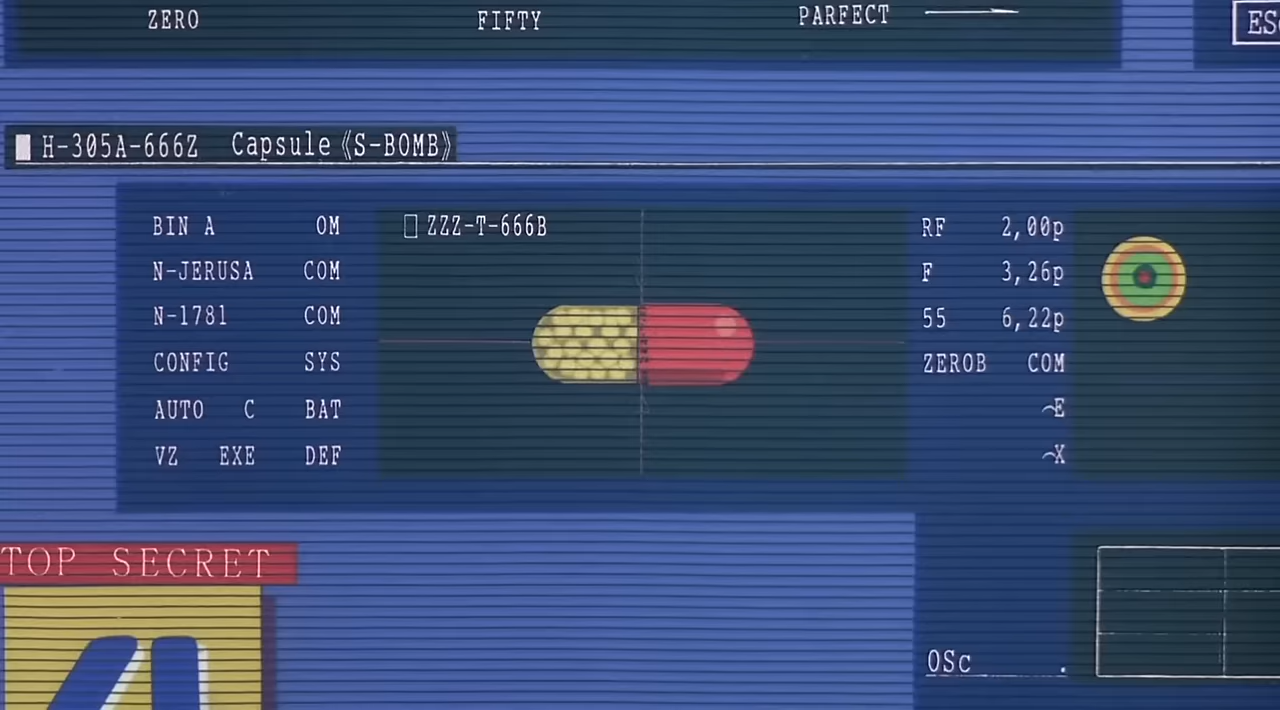 ZERO FIFTY PARFECT
ESC
H-305A-666Z Capsule《S-BOMB》
BIN A OM
N-JERUSA COM
N-1781 COM
CONFIG SYS
AUTO C BAT
VZ EXE DEF
ZZZ-T-666B
RF 2,00p
F 3,26p
55 6,22p
ZEROB COM
~E
~X
TOP SECRET
OSc .